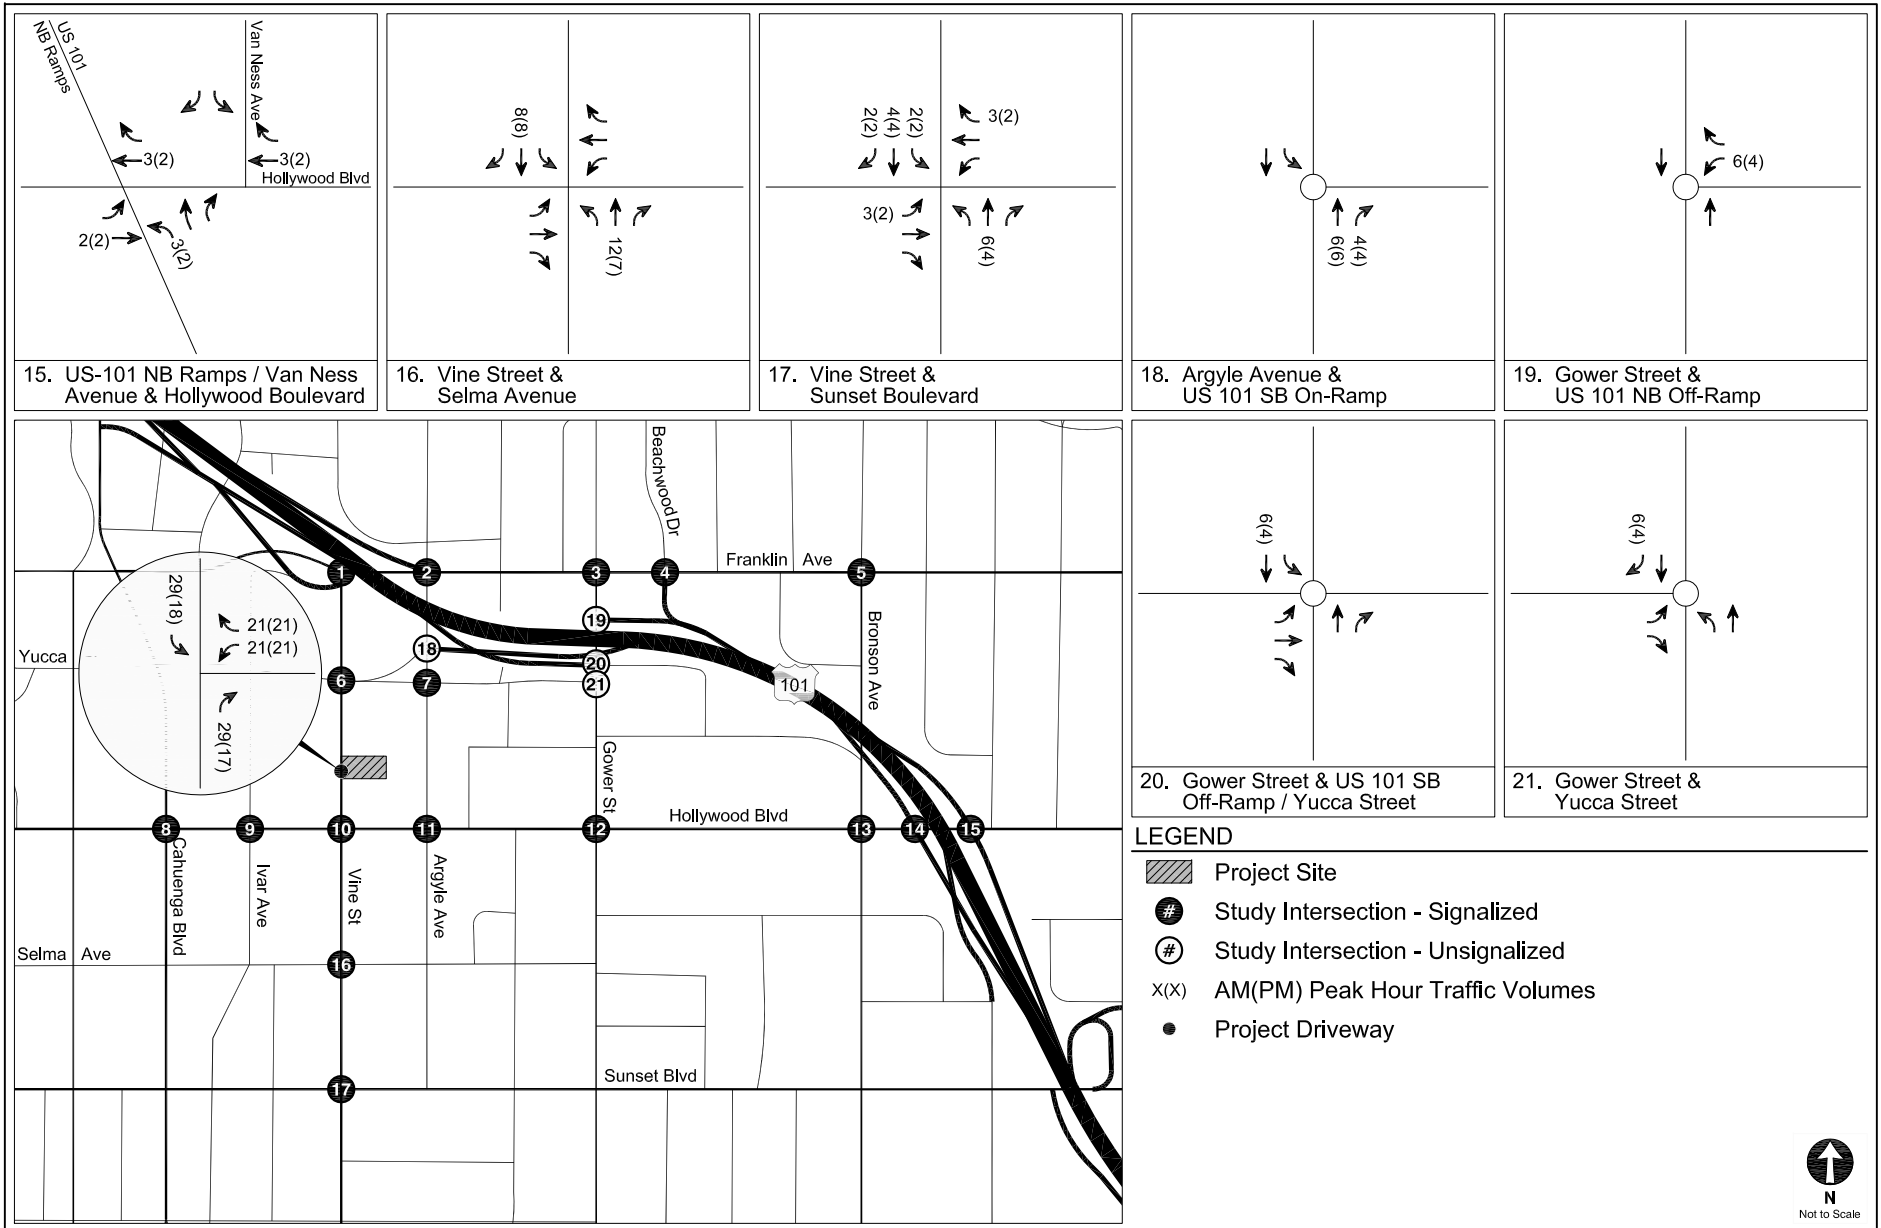 US 101
NB Ramps
Van Ness Ave
3(2)
3(2)
Hollywood Blvd
2(2)
3(2)
15. US-101 NB Ramps / Van Ness
Avenue & Hollywood Boulevard
8(8)
12(7)
16. Vine Street &
Selma Avenue
2(2)
4(4)
2(2)
3(2)
3(2)
6(4)
17. Vine Street &
Sunset Boulevard
6(6)
4(4)
18. Argyle Avenue &
US 101 SB On-Ramp
6(4)
19. Gower Street &
US 101 NB Off-Ramp
Beachwood Dr
Franklin Ave
1
2
3
4
5
29(18)
21(21)
21(21)
29(17)
Yucca
19
18
20
21
6
7
101
Bronson Ave
Gower St
Hollywood Blvd
8
9
10
11
12
13
14
15
Cahuenga Blvd
Ivar Ave
Vine St
Argyle Ave
Selma Ave
16
17
Sunset Blvd
6(4)
20. Gower Street & US 101 SB
Off-Ramp / Yucca Street
6(4)
21. Gower Street &
Yucca Street
LEGEND
Project Site
# Study Intersection - Signalized
# Study Intersection - Unsignalized
X(X) AM(PM) Peak Hour Traffic Volumes
Project Driveway
N
Not to Scale